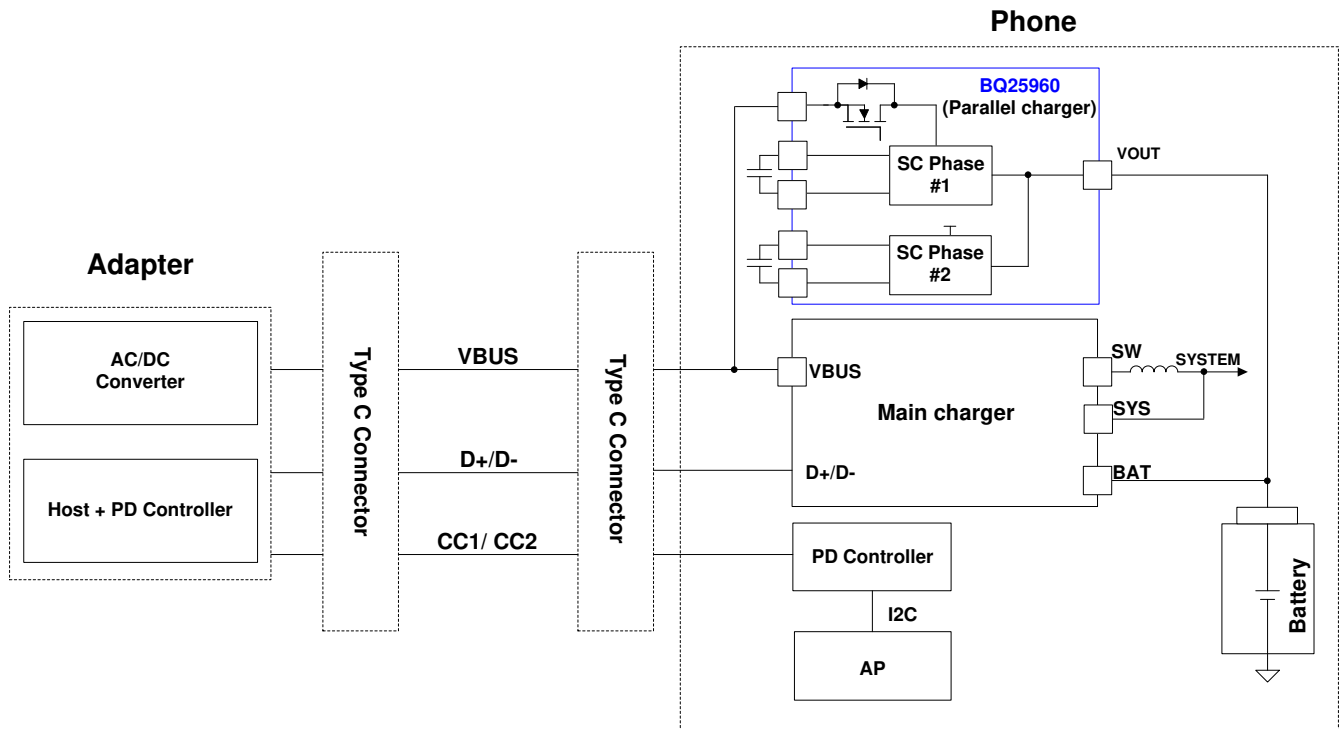 Phone
BQ25960
(Parallel charger)
SC Phase
#1
VOUT
SC Phase
#2
Adapter
AC/DC
Converter
Host + PD Controller
Type C Connector
VBUS
D+/D-
CC1/ CC2
Type C Connector
VBUS
Main charger
D+/D-
SW
SYSTEM
SYS
BAT
PD Controller
I2C
AP
Battery